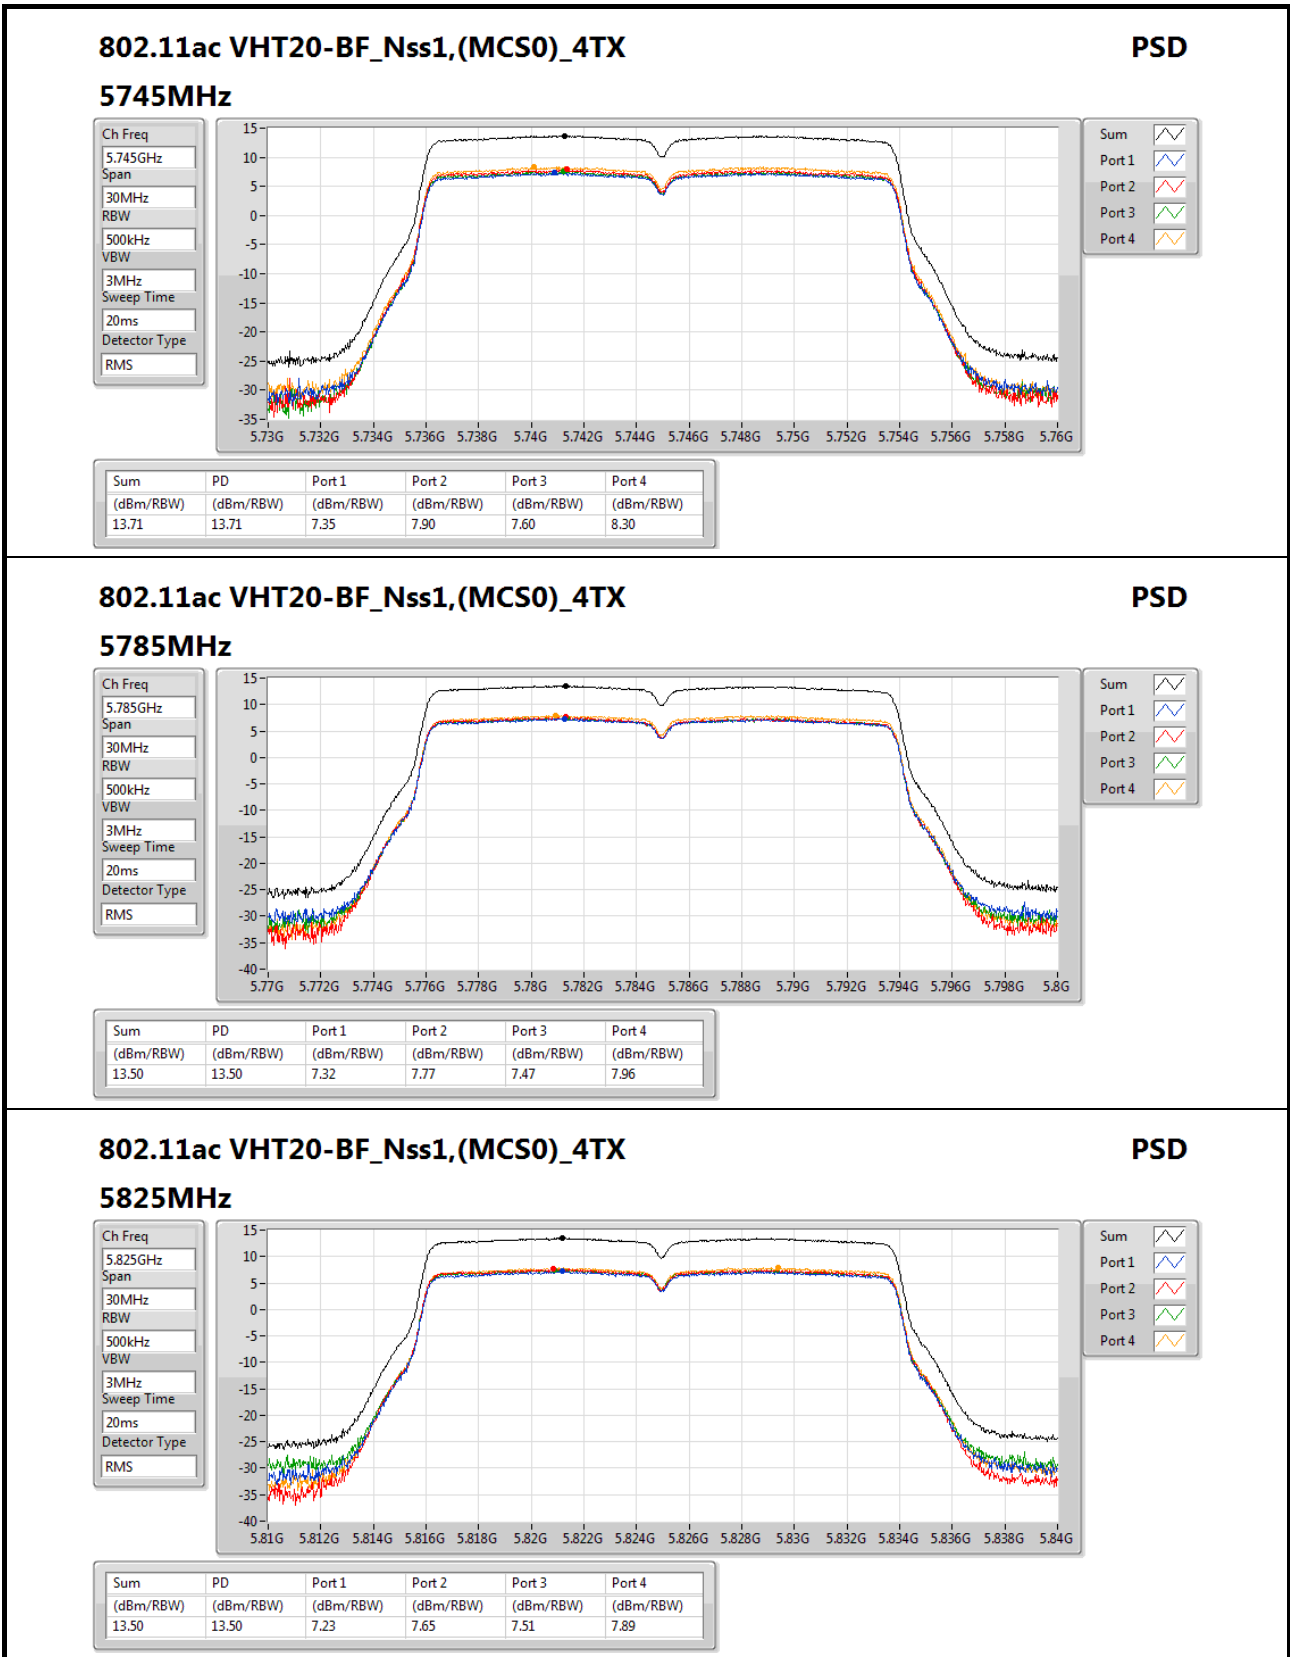 802.11ac VHT20-BF_Nss1,(MCS0)_4TX PSD
5745MHz
Ch Freq
5.745GHz
Span
30MHz
RBW
500kHz
VBW
3MHz
Sweep Time
20ms
Detector Type
RMS
15
10
5
0
-5
-10
-15
-20
-25
-30
-35
5.73G 5.732G 5.734G 5.736G 5.738G 5.74G 5.742G 5.744G 5.746G 5.748G 5.75G 5.752G 5.754G 5.756G 5.758G 5.76G
Sum
Port 1
Port 2
Port 3
Port 4
Sum PD Port 1 Port 2 Port 3 Port 4
(dBm/RBW) (dBm/RBW) (dBm/RBW) (dBm/RBW) (dBm/RBW) (dBm/RBW)
13.71 13.71 7.35 7.90 7.60 8.30
802.11ac VHT20-BF_Nss1,(MCS0)_4TX PSD
5785MHz
Ch Freq
5.785GHz
Span
30MHz
RBW
500kHz
VBW
3MHz
Sweep Time
20ms
Detector Type
RMS
15
10
5
0
-5
-10
-15
-20
-25
-30
-35
-40
5.77G 5.772G 5.774G 5.776G 5.778G 5.78G 5.782G 5.784G 5.786G 5.788G 5.79G 5.792G 5.794G 5.796G 5.798G 5.8G
Sum
Port 1
Port 2
Port 3
Port 4
Sum PD Port 1 Port 2 Port 3 Port 4
(dBm/RBW) (dBm/RBW) (dBm/RBW) (dBm/RBW) (dBm/RBW) (dBm/RBW)
13.50 13.50 7.32 7.77 7.47 7.96
802.11ac VHT20-BF_Nss1,(MCS0)_4TX PSD
5825MHz
Ch Freq
5.825GHz
Span
30MHz
RBW
500kHz
VBW
3MHz
Sweep Time
20ms
Detector Type
RMS
15
10
5
0
-5
-10
-15
-20
-25
-30
-35
-40
5.81G 5.812G 5.814G 5.816G 5.818G 5.82G 5.822G 5.824G 5.826G 5.828G 5.83G 5.832G 5.834G 5.836G 5.838G 5.84G
Sum
Port 1
Port 2
Port 3
Port 4
Sum PD Port 1 Port 2 Port 3 Port 4
(dBm/RBW) (dBm/RBW) (dBm/RBW) (dBm/RBW) (dBm/RBW) (dBm/RBW)
13.50 13.50 7.23 7.65 7.51 7.89